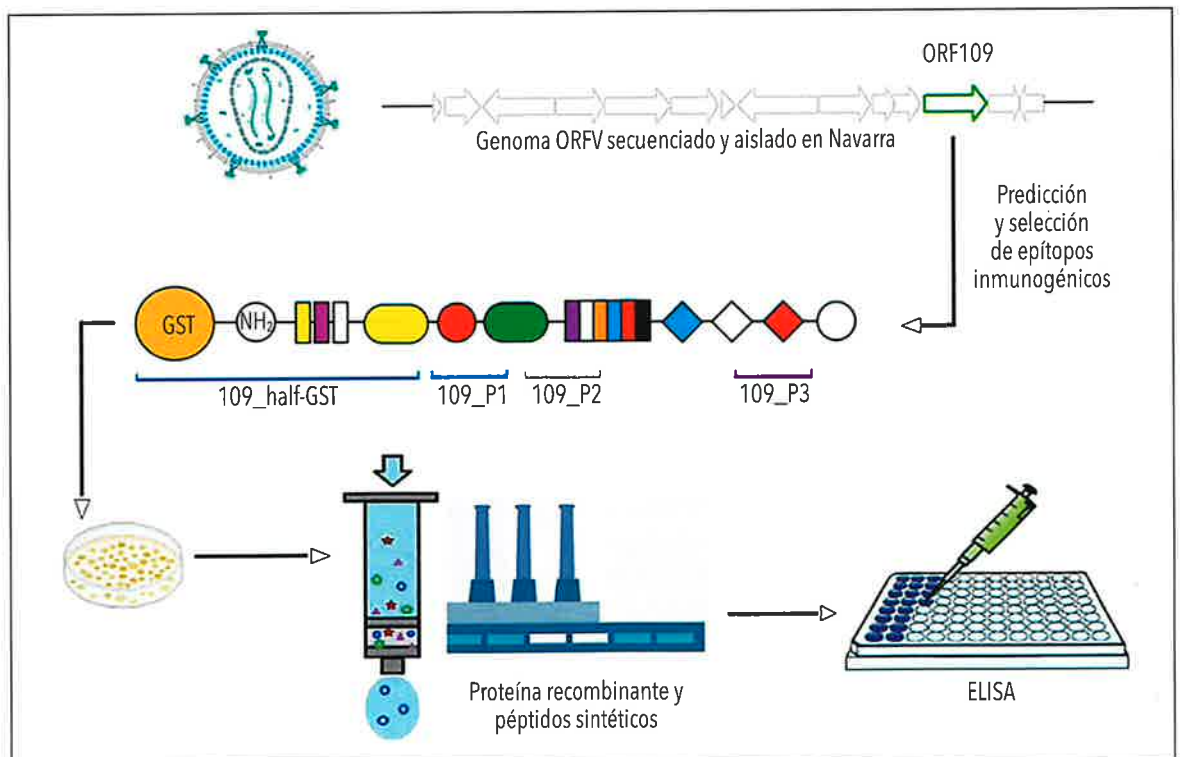 ORF109
Genoma ORFV secuenciado y aislado en Navarra
Predicción
y selección
de epítopos
inmunogénicos
GST
NH₂
109_half-GST
109_P1
109_P2
109_P3
Proteína recombinante y
péptidos sintéticos
ELISA